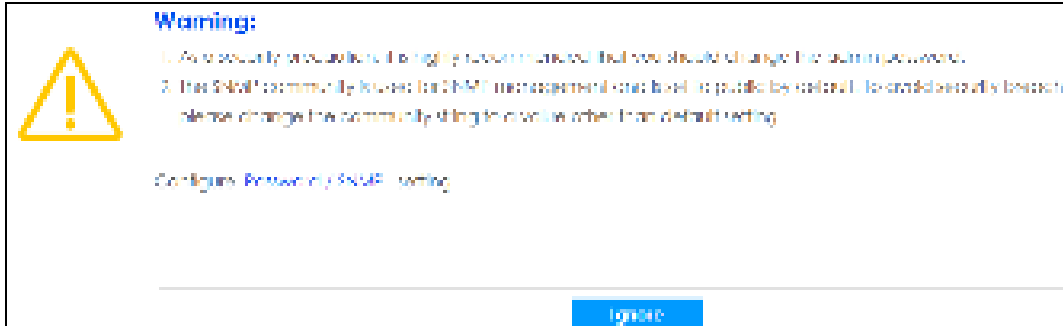 Warning:
1. As a security precaution, it is highly recommended that you should change the admin password.
2. The SNMP community is used for SNMP management and is set to public by default. To avoid security breach
please change the community string to a value other than default setting
Configure Password / SNMP setting
Ignore